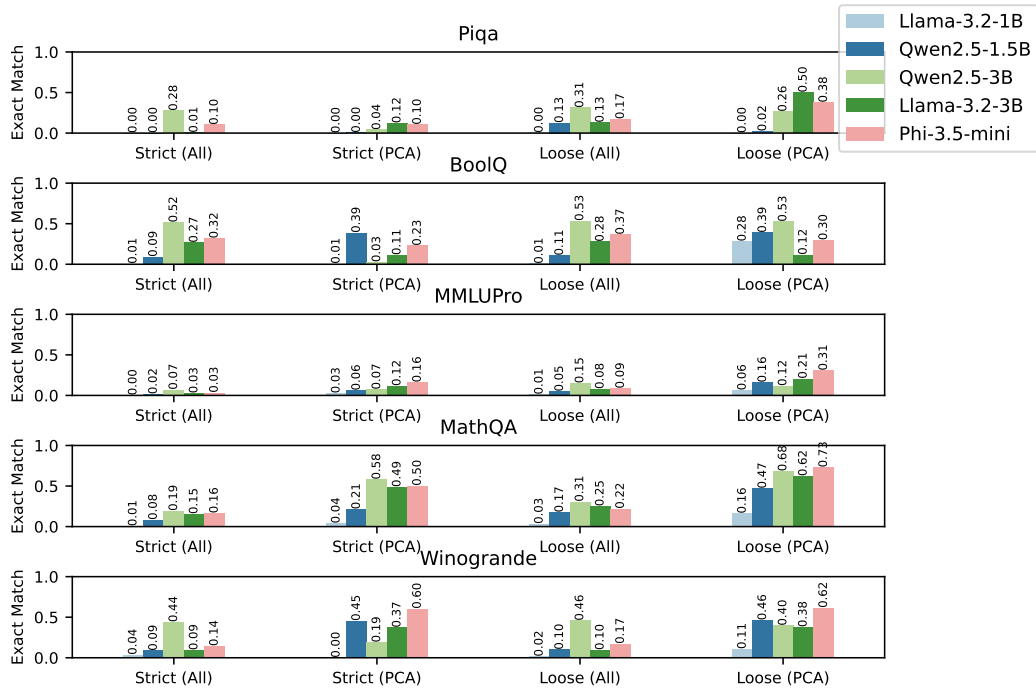 Llama-3.2-1B
Qwen2.5-1.5B
Qwen2.5-3B
Llama-3.2-3B
Phi-3.5-mini
Piqa
Exact Match
1.0
0.5
0.0
0.00 0.00 0.28 0.01 0.10
0.00 0.00 0.04 0.12 0.10
0.00 0.13 0.31 0.13 0.17
0.00 0.02 0.26 0.50 0.38
Strict (All) Strict (PCA) Loose (All) Loose (PCA)
BoolQ
Exact Match
1.0
0.5
0.0
0.01 0.09 0.52 0.27 0.32
0.01 0.39 0.03 0.11 0.23
0.01 0.11 0.53 0.28 0.37
0.28 0.39 0.53 0.12 0.30
Strict (All) Strict (PCA) Loose (All) Loose (PCA)
MMLUPro
Exact Match
1.0
0.5
0.0
0.00 0.02 0.07 0.03 0.03
0.03 0.06 0.07 0.12 0.16
0.01 0.05 0.15 0.08 0.09
0.06 0.16 0.12 0.21 0.31
Strict (All) Strict (PCA) Loose (All) Loose (PCA)
MathQA
Exact Match
1.0
0.5
0.0
0.01 0.08 0.19 0.15 0.16
0.04 0.21 0.58 0.49 0.50
0.03 0.17 0.31 0.25 0.22
0.16 0.47 0.68 0.62 0.73
Strict (All) Strict (PCA) Loose (All) Loose (PCA)
Winogrande
Exact Match
1.0
0.5
0.0
0.04 0.09 0.44 0.09 0.14
0.00 0.45 0.19 0.37 0.60
0.02 0.10 0.46 0.10 0.17
0.11 0.46 0.40 0.38 0.62
Strict (All) Strict (PCA) Loose (All) Loose (PCA)